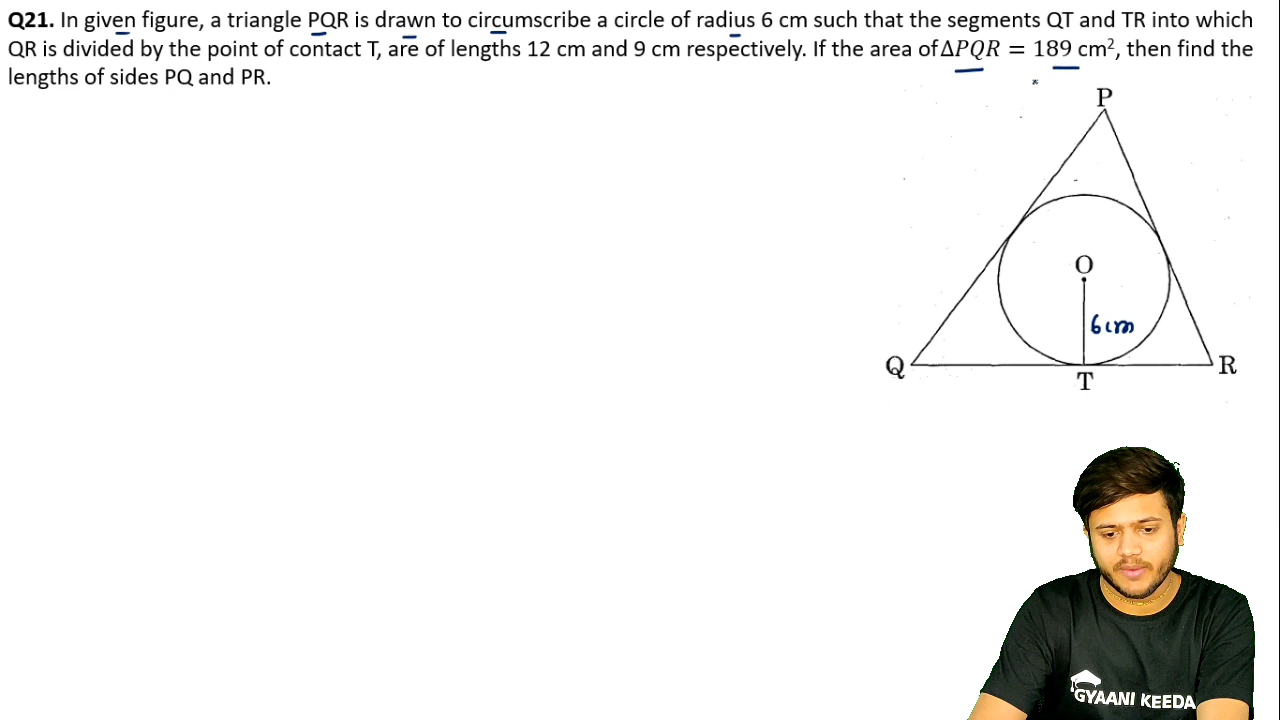 Q21. In given figure, a triangle PQR is drawn to circumscribe a circle of radius 6 cm such that the segments QT and TR into which
QR is divided by the point of contact T, are of lengths 12 cm and 9 cm respectively. If the area of ΔPQR = 189 cm², then find the
lengths of sides PQ and PR.
P
O
6cm
Q
R
T
GYAANI KEEDA